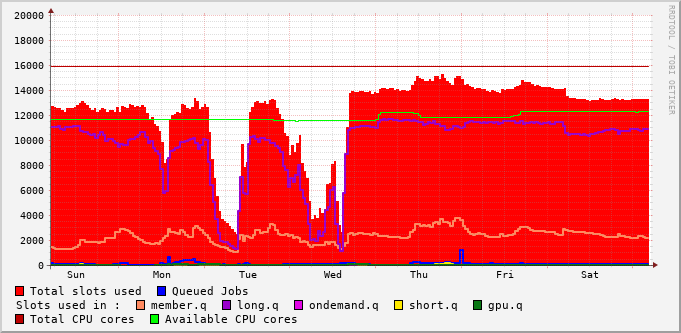 20000
18000
16000
14000
12000
10000
8000
6000
4000
2000
0
Sun Mon Tue Wed Thu Fri Sat
RRDTOOL / TOBI OETIKER
Total slots used Queued Jobs
Slots used in : member.q long.q ondemand.q short.q gpu.q
Total CPU cores Available CPU cores